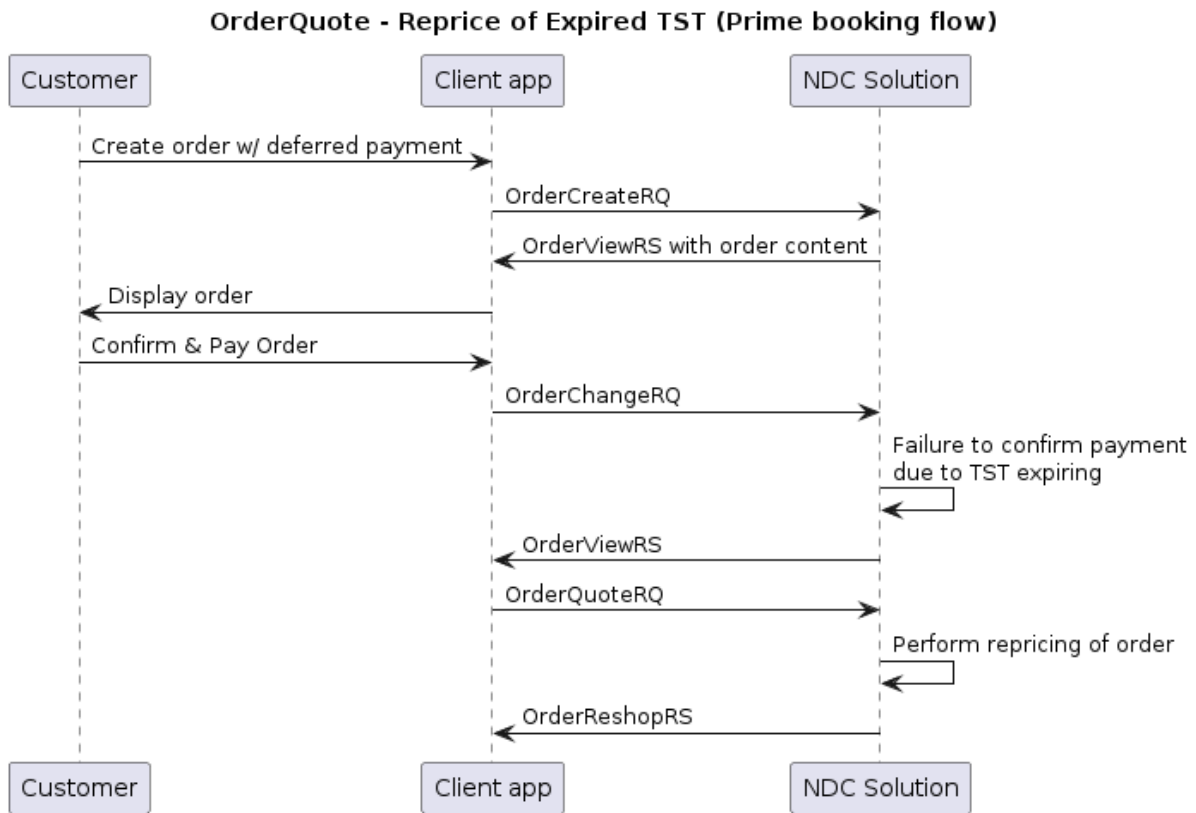 OrderQuote - Reprice of Expired TST (Prime booking flow)
Customer
Client app
NDC Solution
Create order w/ deferred payment
OrderCreateRQ
OrderViewRS with order content
Display order
Confirm & Pay Order
OrderChangeRQ
Failure to confirm payment
due to TST expiring
OrderViewRS
OrderQuoteRQ
Perform repricing of order
OrderReshopRS
Customer
Client app
NDC Solution